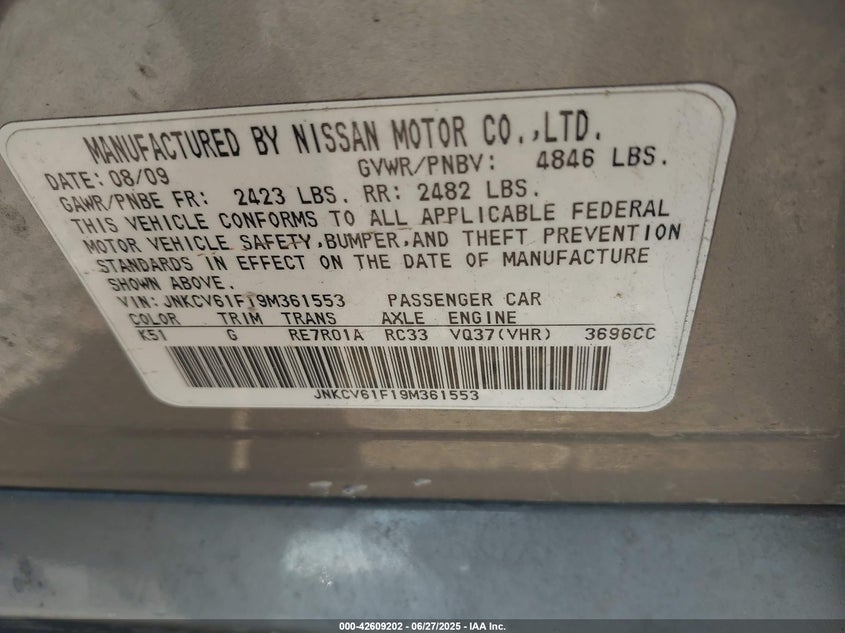 MANUFACTURED BY NISSAN MOTOR CO.,LTD.
DATE: 08/09 GVWR/PNBV: 4846 LBS.
GAWR/PNBE FR: 2423 LBS. RR: 2482 LBS.
THIS VEHICLE CONFORMS TO ALL APPLICABLE FEDERAL
MOTOR VEHICLE SAFETY,BUMPER,AND THEFT PREVENTION
STANDARDS IN EFFECT ON THE DATE OF MANUFACTURE
SHOWN ABOVE.
VIN: JNKCV61F19M361553 PASSENGER CAR
COLOR TRIM TRANS AXLE ENGINE
K51 G RE7R01A RC33 VQ37(VHR) 3696CC
JNKCV61F19M361553
000-42609202 - 06/27/2025 - IAA Inc.